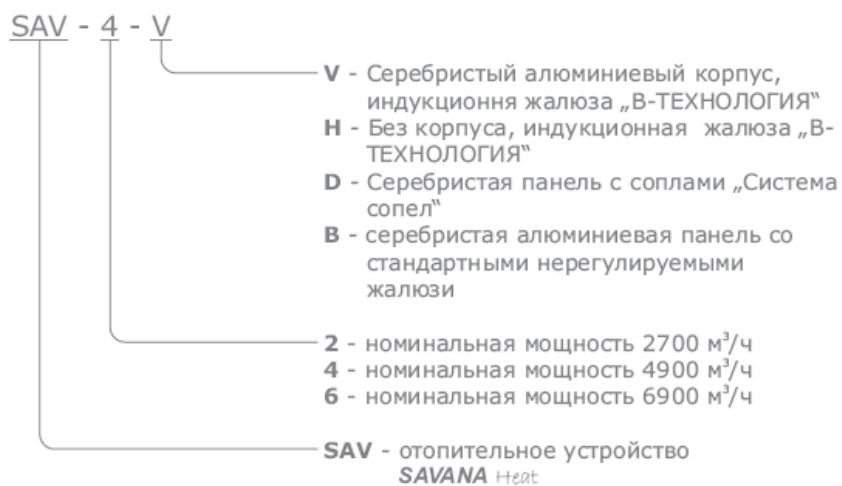 SAV - 4 - V
V - Серебристый алюминиевый корпус,
индукционня жалюза „В-ТЕХНОЛОГИЯ“
H - Без корпуса, индукционная жалюза „В-
ТЕХНОЛОГИЯ“
D - Серебристая панель с соплами „Система
сопел“
B - серебристая алюминиевая панель со
стандартными нерегулируемыми
жалюзи
2 - номинальная мощность 2700 м³/ч
4 - номинальная мощность 4900 м³/ч
6 - номинальная мощность 6900 м³/ч
SAV - отопительное устройство
SAVANA Heat